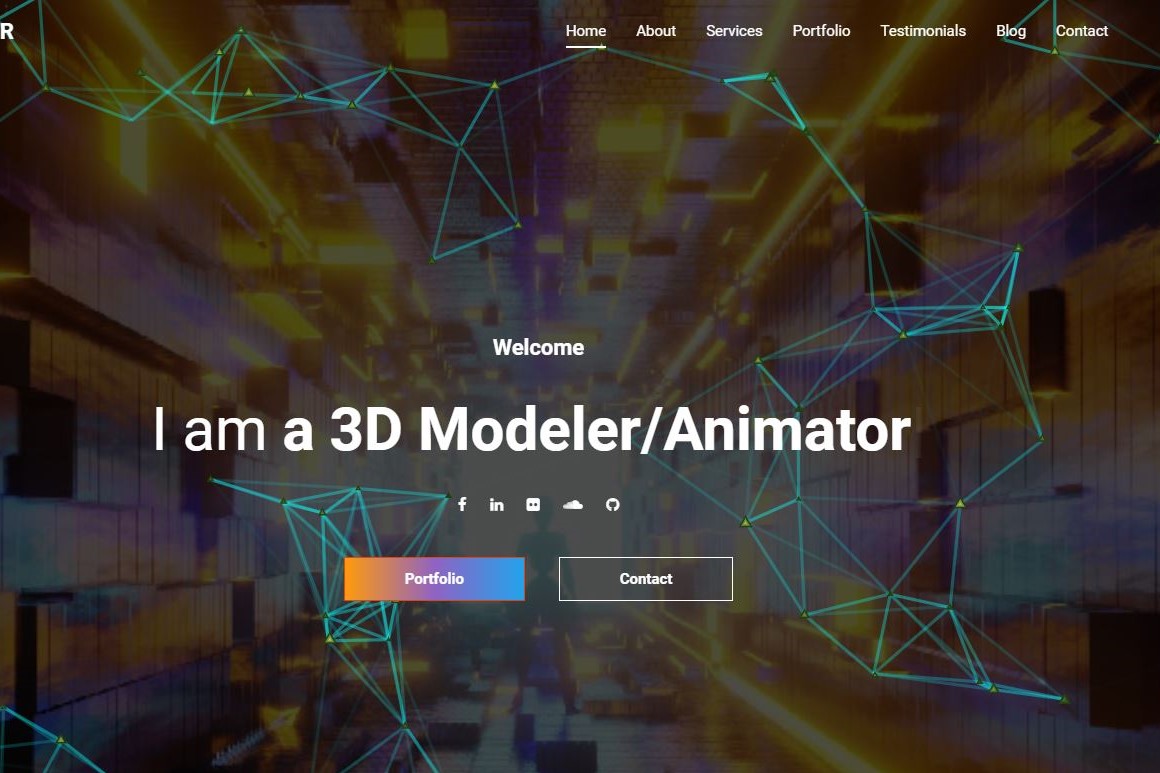 R
Home About Services Portfolio Testimonials Blog Contact
Welcome
I am a 3D Modeler/Animator
Portfolio Contact